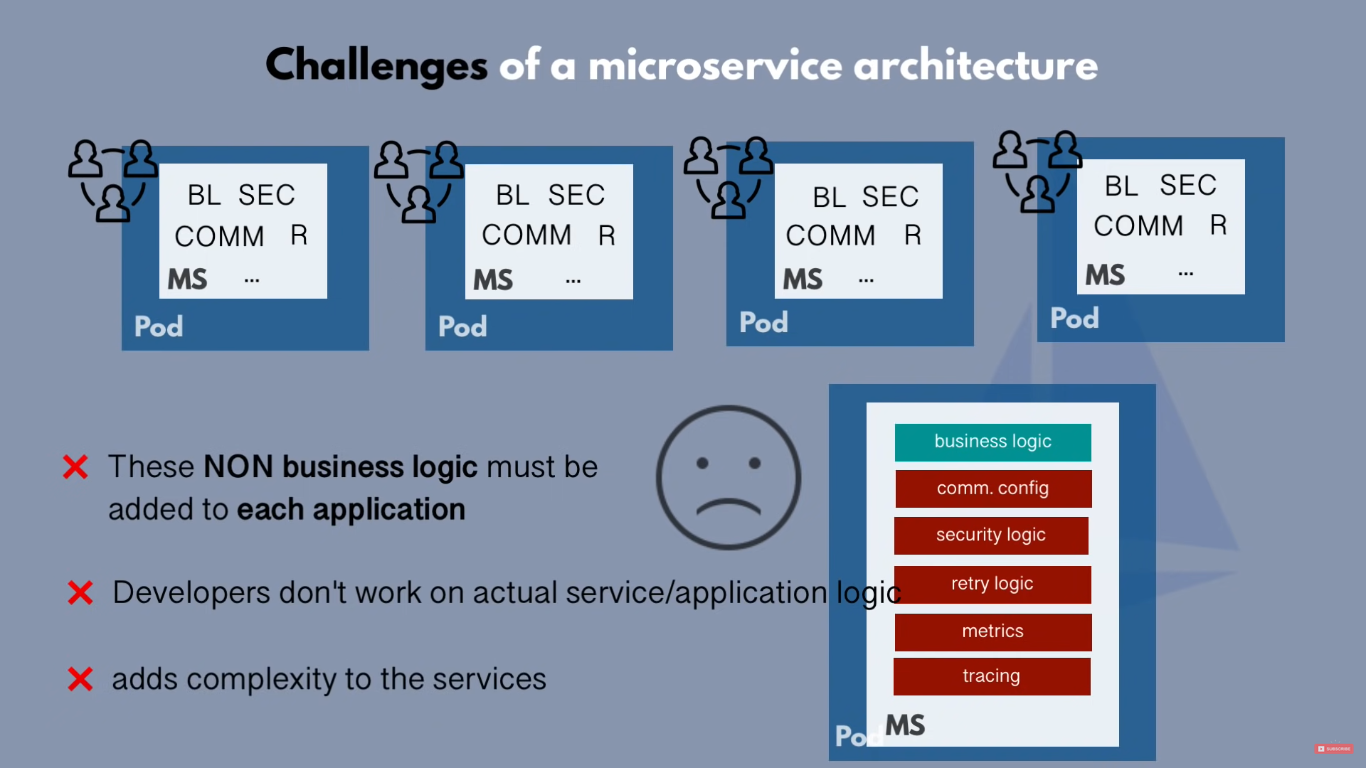 Challenges of a microservice architecture
BL SEC
COMM R
MS ...
Pod
BL SEC
COMM R
MS ...
Pod
BL SEC
COMM R
MS ...
Pod
BL SEC
COMM R
MS ...
Pod
These NON business logic must be
added to each application
Developers don't work on actual service/application logic
adds complexity to the services
business logic
comm. config
security logic
retry logic
metrics
tracing
MS
Pod
SUBSCRIBE